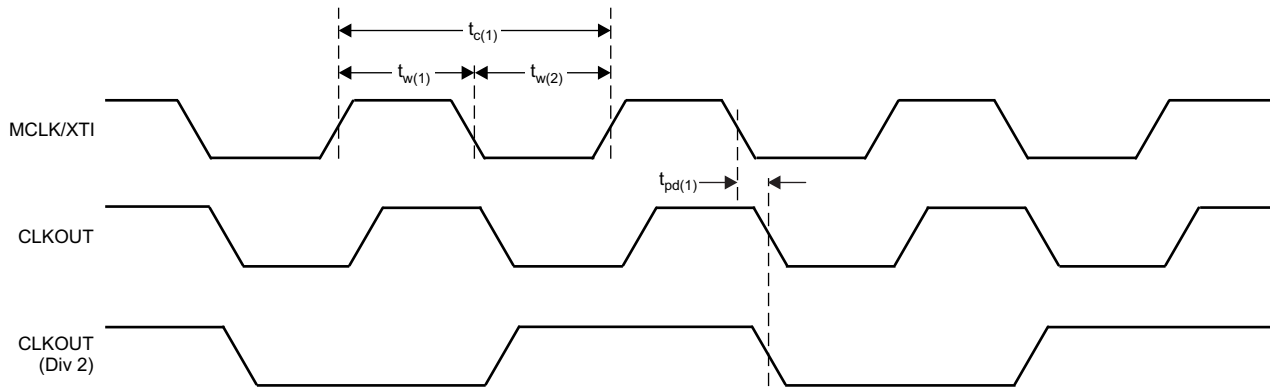 t_c(1)
t_w(1)
t_w(2)
MCLK/XTI
t_pd(1)
CLKOUT
CLKOUT
(Div 2)